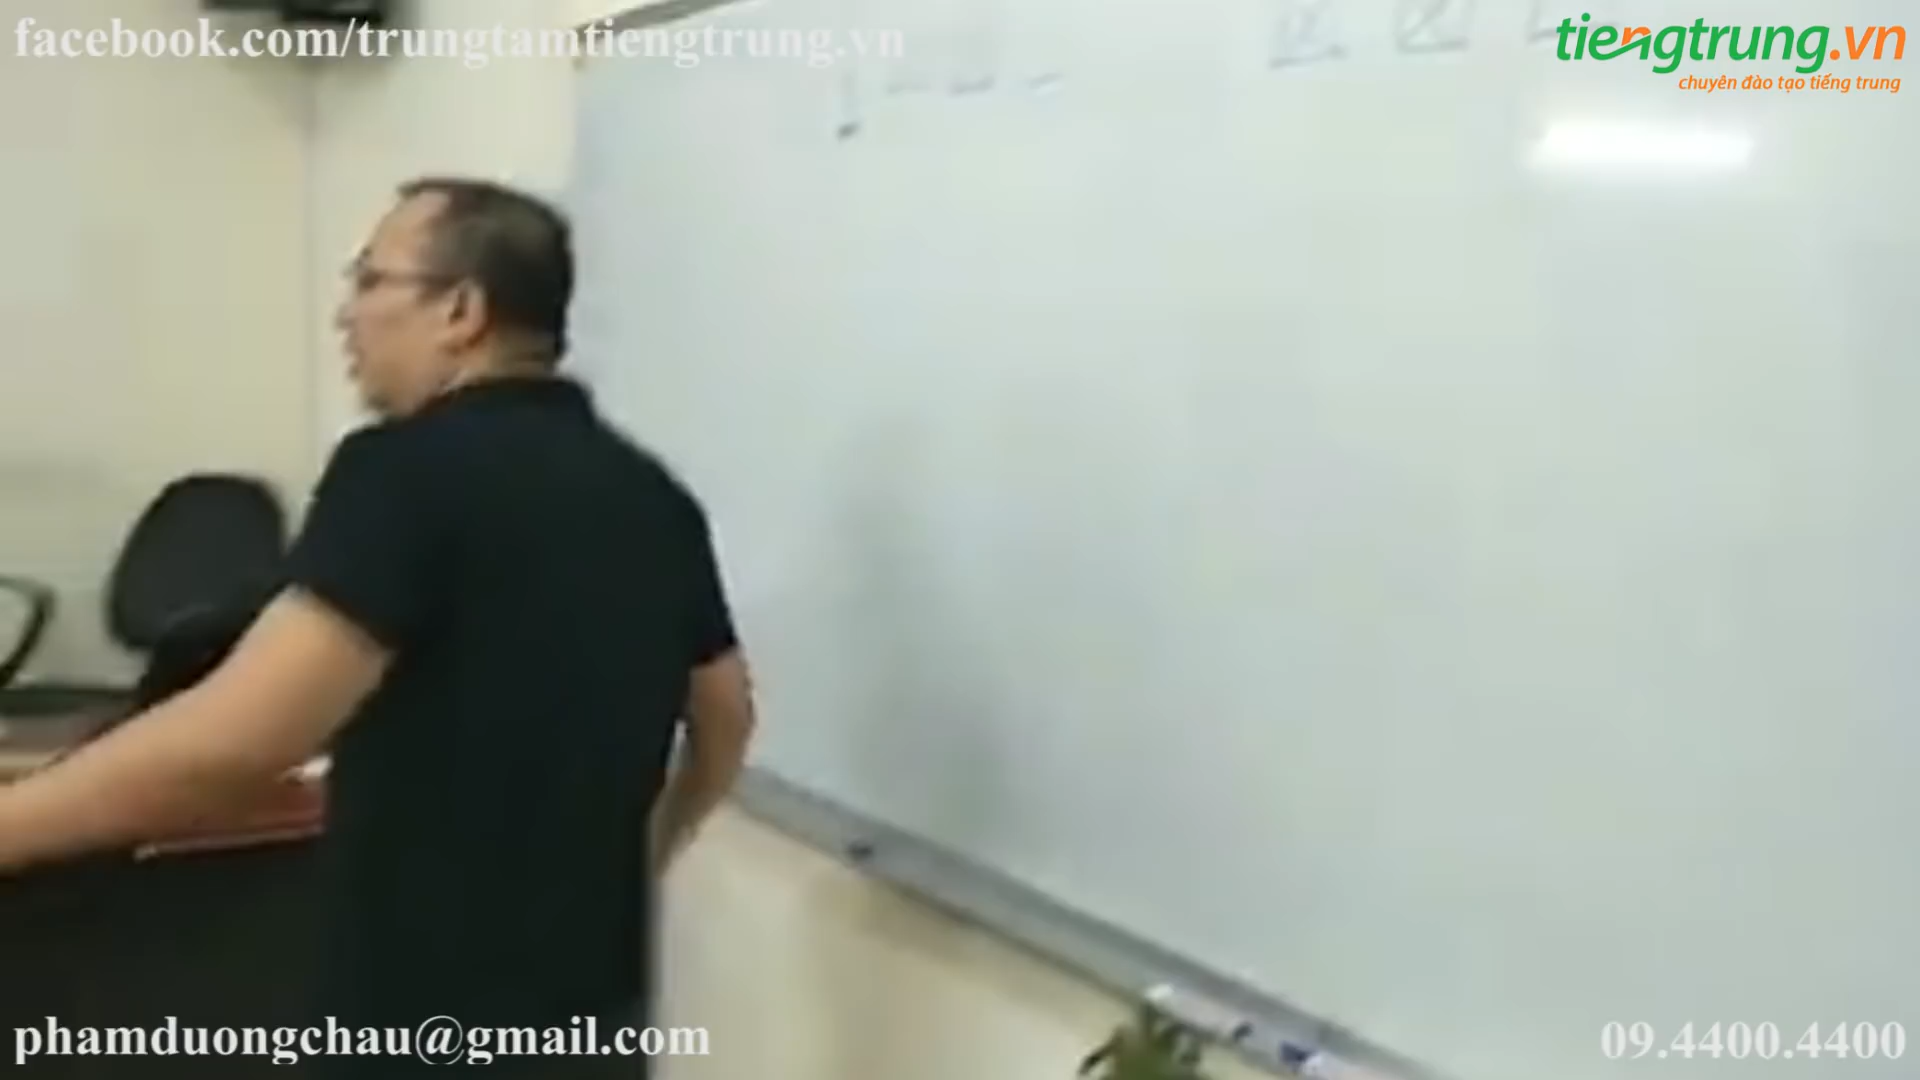 facebook.com/trungtamtiengtrung.vn
tiengtrung.vn
chuyên đào tạo tiếng trung
phamduongchau@gmail.com
09.4400.4400